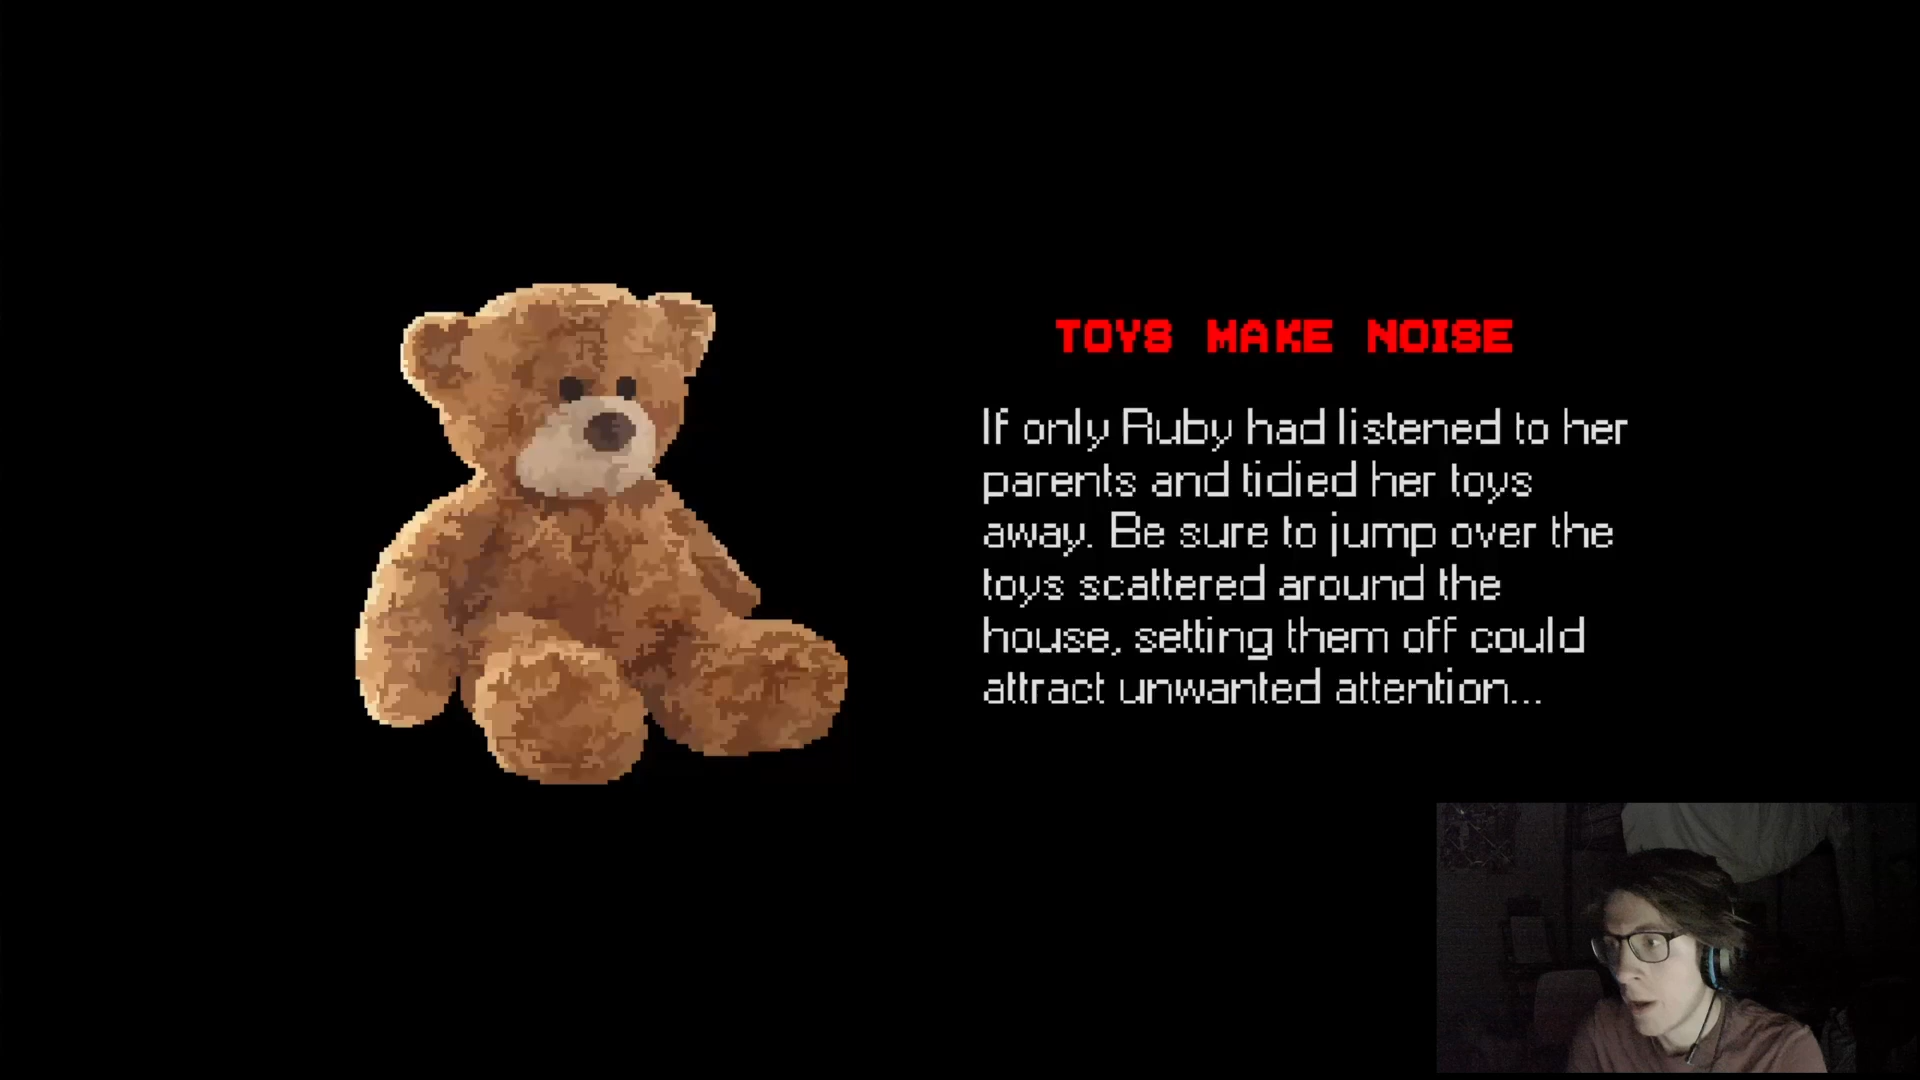 TOYS MAKE NOISE
If only Ruby had listened to her
parents and tidied her toys
away. Be sure to jump over the
toys scattered around the
house, setting them off could
attract unwanted attention...